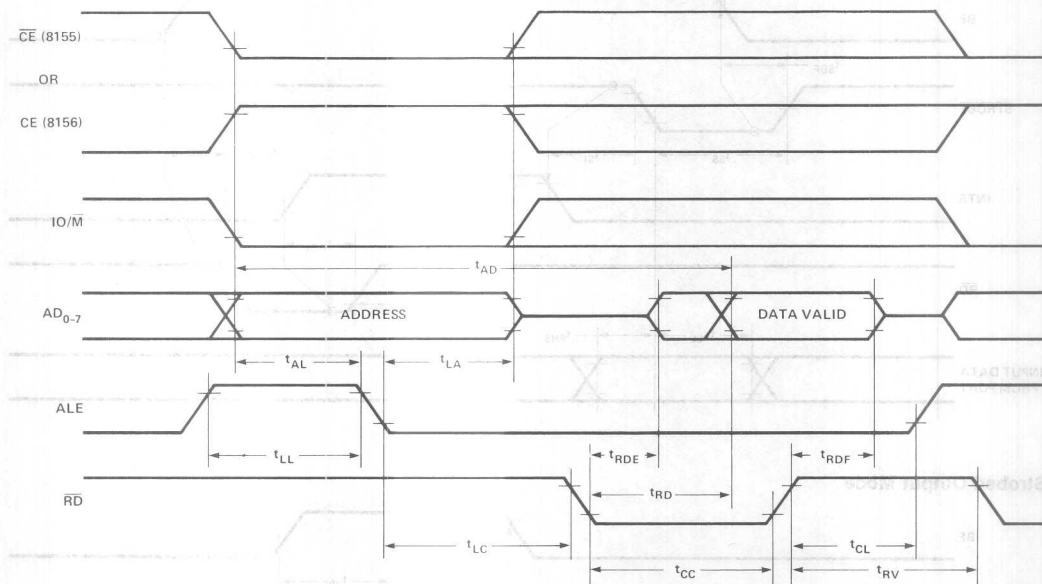 CE (8155)
OR
CE (8156)
IO/M
tAD
AD0-7 ADDRESS DATA VALID
tAL tLA
ALE
tLL tRDE tRDF
RD tRD
tLC tCL
tCC tRV